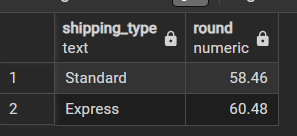 shipping_type round
text numeric
1 Standard 58.46
2 Express 60.48